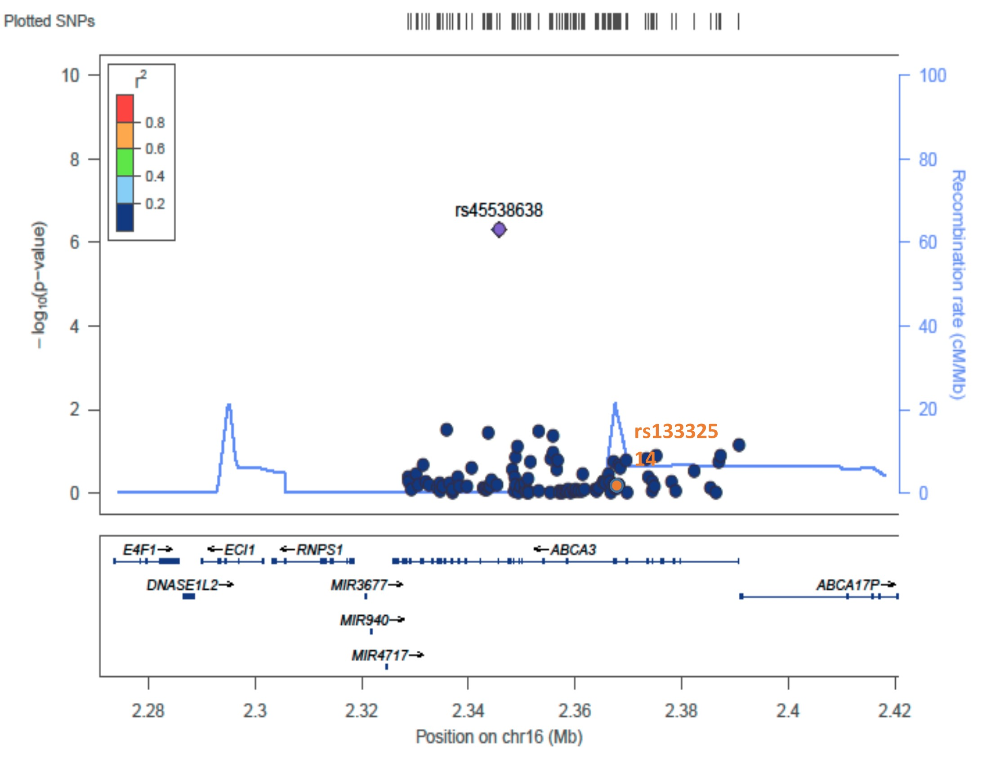 Plotted SNPs
10
8
6
4
2
0
− log10(p−value)
r2
0.8
0.6
0.4
0.2
rs45538638
rs133325
14
100
80
60
40
20
0
Recombination rate (cM/Mb)
E4F1
ECI1
RNPS1
ABCA3
DNASE1L2
MIR3677
ABCA17P
MIR940
MIR4717
2.28
2.3
2.32
2.34
2.36
2.38
2.4
2.42
Position on chr16 (Mb)